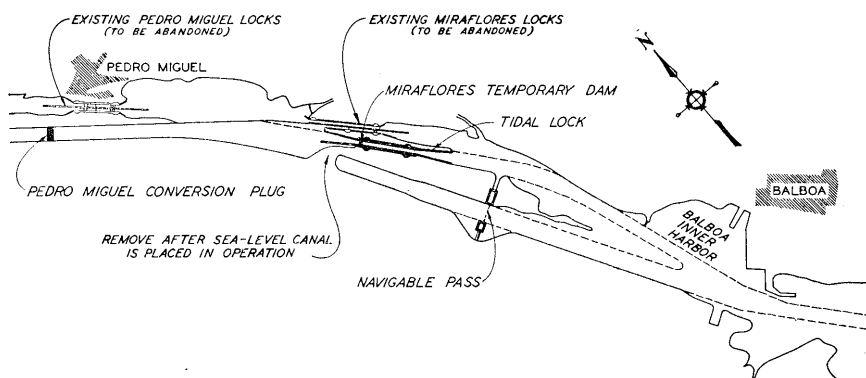 EXISTING PEDRO MIGUEL LOCKS
(TO BE ABANDONED)
EXISTING MIRAFLORES LOCKS
(TO BE ABANDONED)
PEDRO MIGUEL
MIRAFLORES TEMPORARY DAM
TIDAL LOCK
N
PEDRO MIGUEL CONVERSION PLUG
BALBOA
BALBOA
INNER
HARBOR
REMOVE AFTER SEA-LEVEL CANAL
IS PLACED IN OPERATION
NAVIGABLE PASS